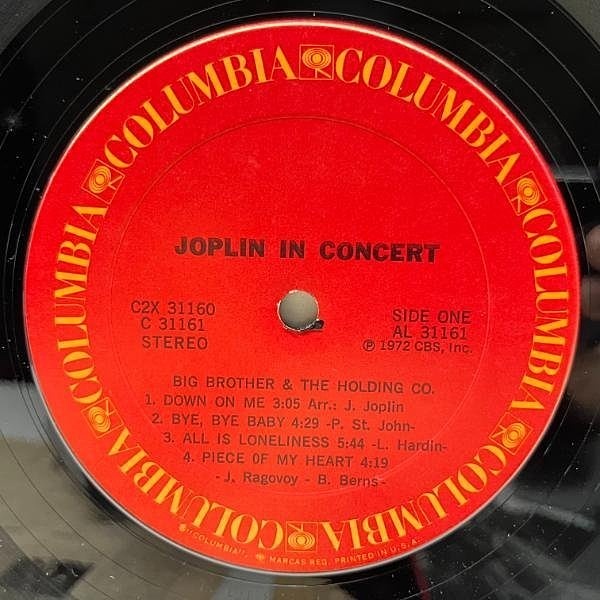 COLUMBIA COLUMBIA COLUMBIA COLUMBIA COLUMBIA COLUMBIA COLUMBIA
JOPLIN IN CONCERT
C2X 31160
C 31161
STEREO
SIDE ONE
AL 31161
℗ 1972 CBS, Inc.
BIG BROTHER & THE HOLDING CO.
1. DOWN ON ME 3:05 Arr.: J. Joplin
2. BYE, BYE BABY 4:29 -P. St. John-
3. ALL IS LONELINESS 5:44 -L. Hardin-
4. PIECE OF MY HEART 4:19
-J. Ragovoy - B. Berns-
® "COLUMBIA", MARCAS REG. PRINTED IN U.S.A.